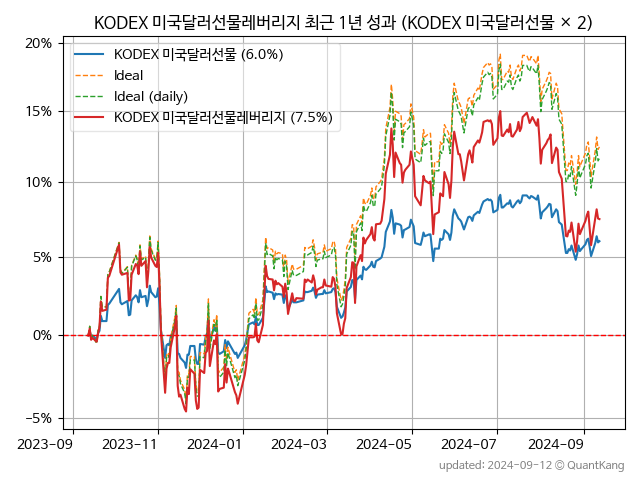 KODEX 미국달러선물레버리지 최근 1년 성과 (KODEX 미국달러선물 × 2)
20%
15%
10%
5%
0%
−5%
KODEX 미국달러선물 (6.0%)
Ideal
Ideal (daily)
KODEX 미국달러선물레버리지 (7.5%)
2023-09
2023-11
2024-01
2024-03
2024-05
2024-07
2024-09
updated: 2024-09-12 © QuantKang